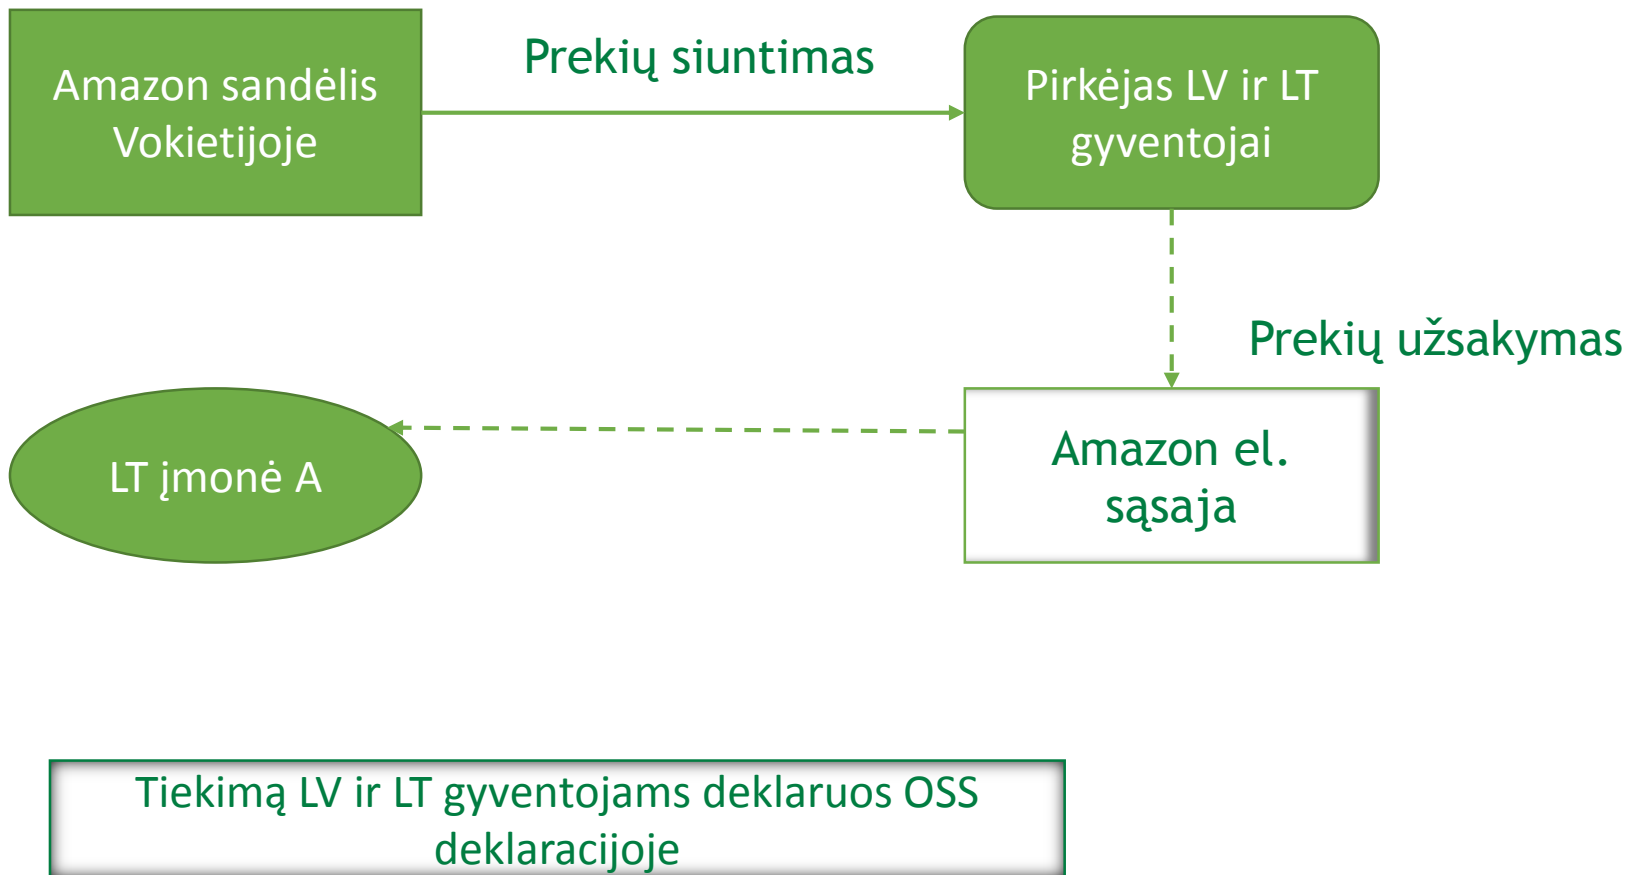 Amazon sandėlis
Vokietijoje
Prekių siuntimas
Pirkėjas LV ir LT
gyventojai
Prekių užsakymas
LT įmonė A
Amazon el.
sąsaja
Tiekimą LV ir LT gyventojams deklaruos OSS
deklaracijoje